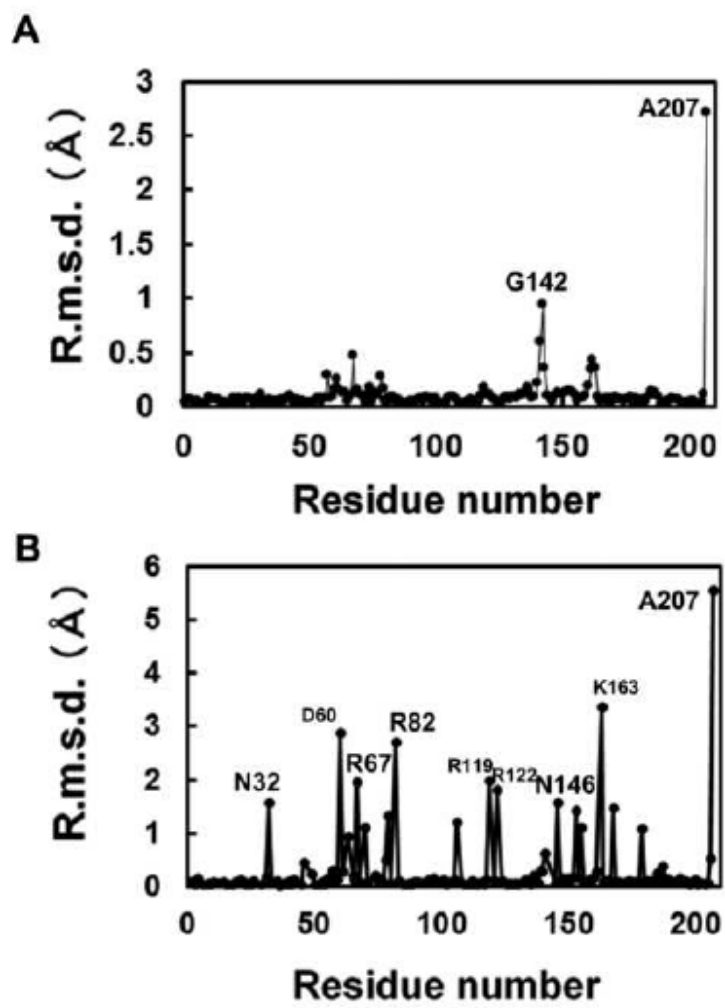 A
R.m.s.d. (Å)
3
2.5
2
1.5
1
0.5
0
A207
G142
0 50 100 150 200
Residue number
B
R.m.s.d. (Å)
6
5
4
3
2
1
0
A207
K163
D60
R82
R67
R119
R122
N32
N146
0 50 100 150 200
Residue number